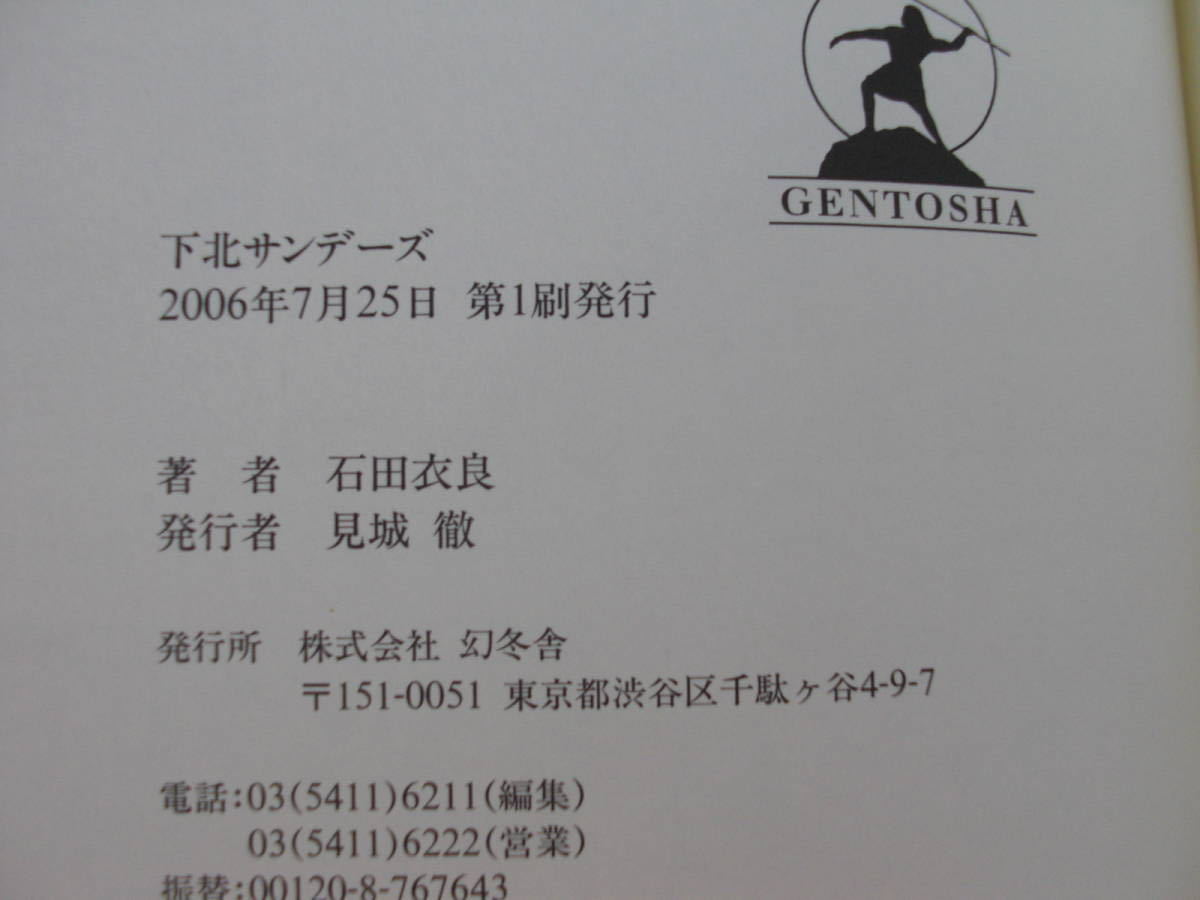 GENTOSHA
下北サンデーズ
2006年7月25日 第1刷発行
著 者 石田衣良
発行者 見城 徹
発行所 株式会社 幻冬舎
〒151-0051 東京都渋谷区千駄ヶ谷4-9-7
電話:03(5411)6211(編集)
03(5411)6222(営業)
振替:00120-8-767643